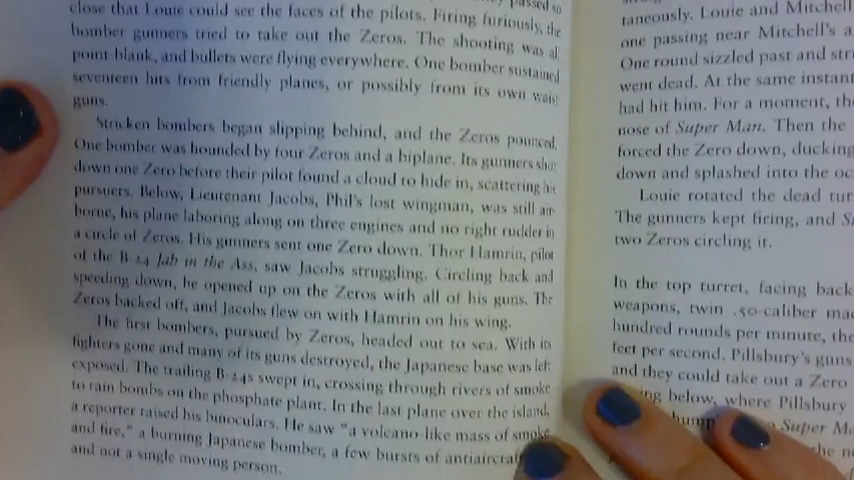 close that Louie could see the faces of the pilots. Firing furiously, the
bomber gunners tried to take out the Zeros. The shooting was al
point-blank, and bullets were flying everywhere. One bomber sustained
seventeen hits from friendly planes, or possibly from its own waist
guns.
Stricken bombers began slipping behind, and the Zeros pounced.
One bomber was hounded by four Zeros and a biplane. Its gunners shot
down one Zero before their pilot found a cloud to hide in, scattering his
pursuers. Below, Lieutenant Jacobs, Phil's lost wingman, was still air-
borne, his plane laboring along on three engines and no right rudder in
a circle of Zeros. His gunners sent one Zero down. Thor Hamrin, pilot
of the B-24 Jab in the Ass, saw Jacobs struggling. Circling back and
speeding down, he opened up on the Zeros with all of his guns. The
Zeros backed off, and Jacobs flew on with Hamrin on his wing.
The first bombers, pursued by Zeros, headed out to sea. With its
fighters gone and many of its guns destroyed, the Japanese base was left
exposed. The trailing B-24s swept in, crossing through rivers of smoke
to rain bombs on the phosphate plant. In the last plane over the island,
a reporter raised his binoculars. He saw "a volcano-like mass of smoke
and fire," a burning Japanese bomber, a few bursts of antiaircraf
and not a single moving person.
taneously. Louie and Mitchell
one passing near Mitchell's a
One round sizzled past and str
went dead. At the same instant
had hit him. For a moment, the
nose of Super Man. Then the
forced the Zero down, ducking
down and splashed into the oc
Louie rotated the dead tur
The gunners kept firing, and S
two Zeros circling it.
In the top turret, facing back
weapons, twin .50-caliber mac
hundred rounds per minute, the
feet per second. Pillsbury's guns
and they could take out a Zero
ing below, where Pillsbury
hump Super Ma
the n